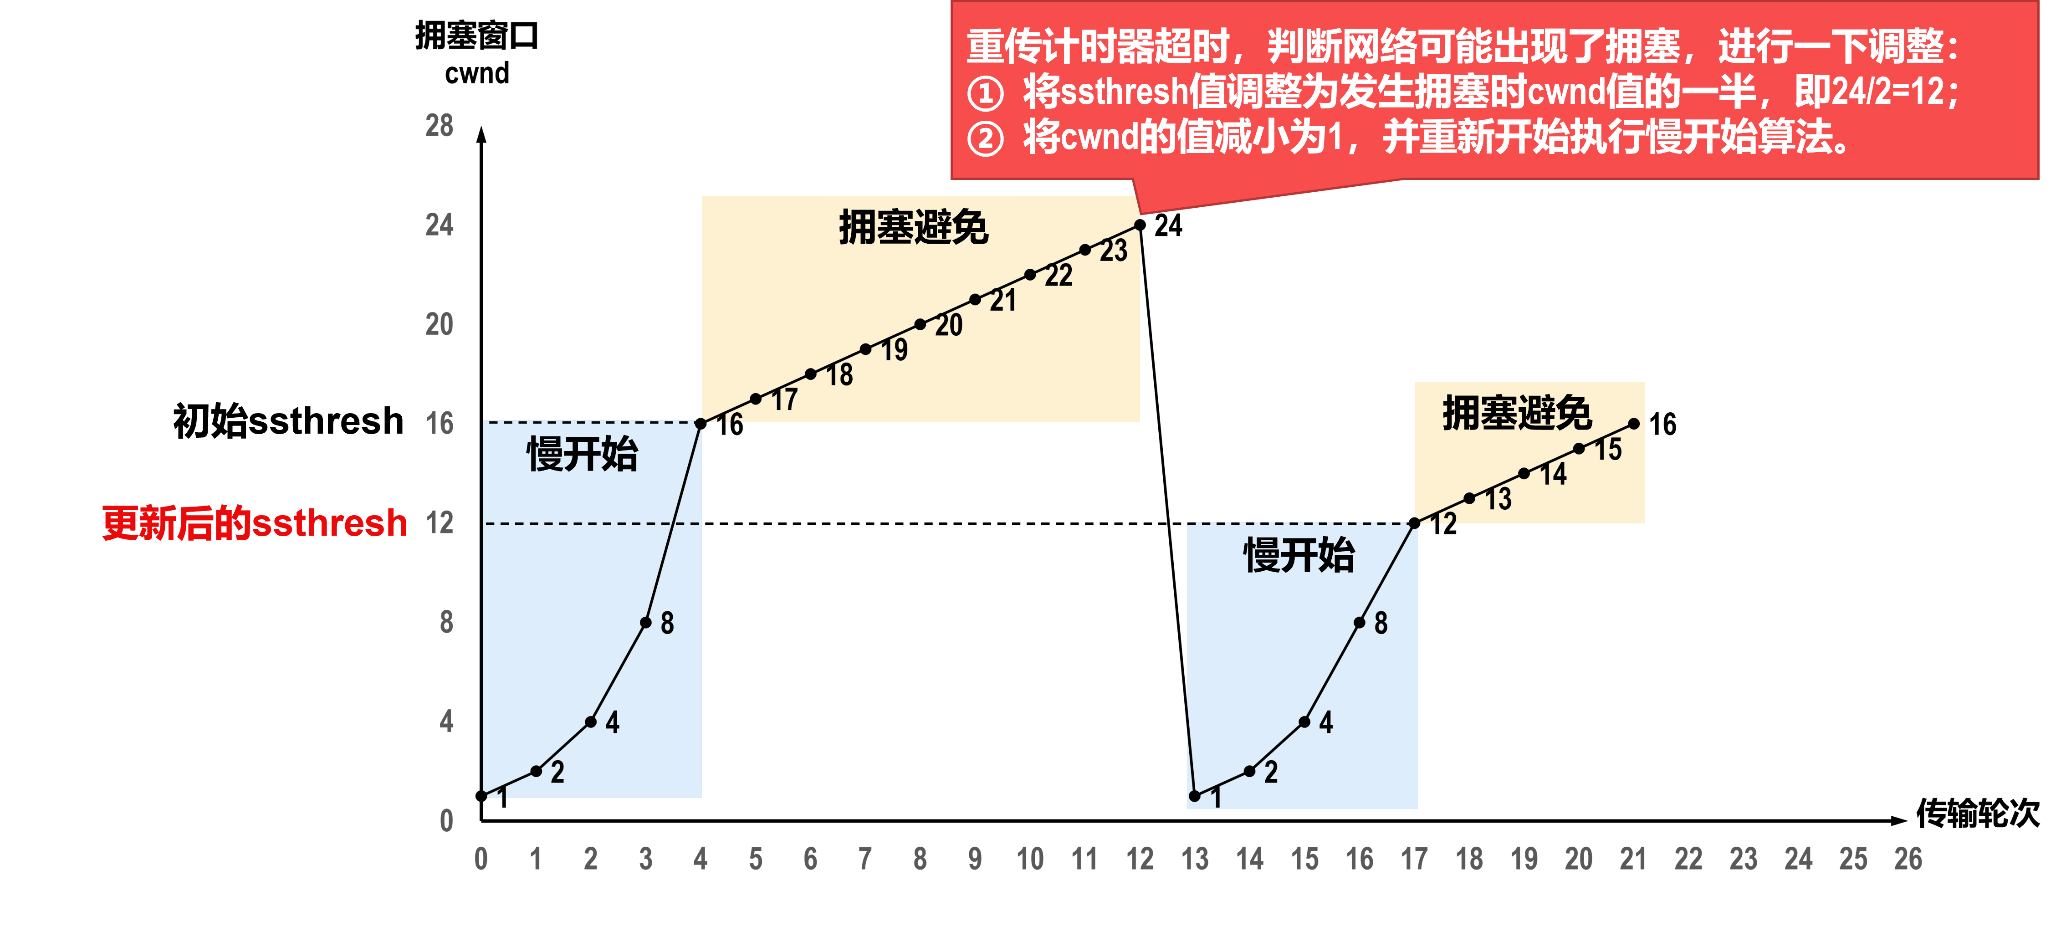 拥塞窗口
cwnd
重传计时器超时，判断网络可能出现了拥塞，进行一下调整：
① 将ssthresh值调整为发生拥塞时cwnd值的一半，即24/2=12；
② 将cwnd的值减小为1，并重新开始执行慢开始算法。
28
24
20
初始ssthresh 16
更新后的ssthresh 12
8
4
0
慢开始
拥塞避免
慢开始
拥塞避免
1
2
4
8
16
17
18
19
20
21
22
23
24
1
2
4
8
12
13
14
15
16
传输轮次
0 1 2 3 4 5 6 7 8 9 10 11 12 13 14 15 16 17 18 19 20 21 22 23 24 25 26